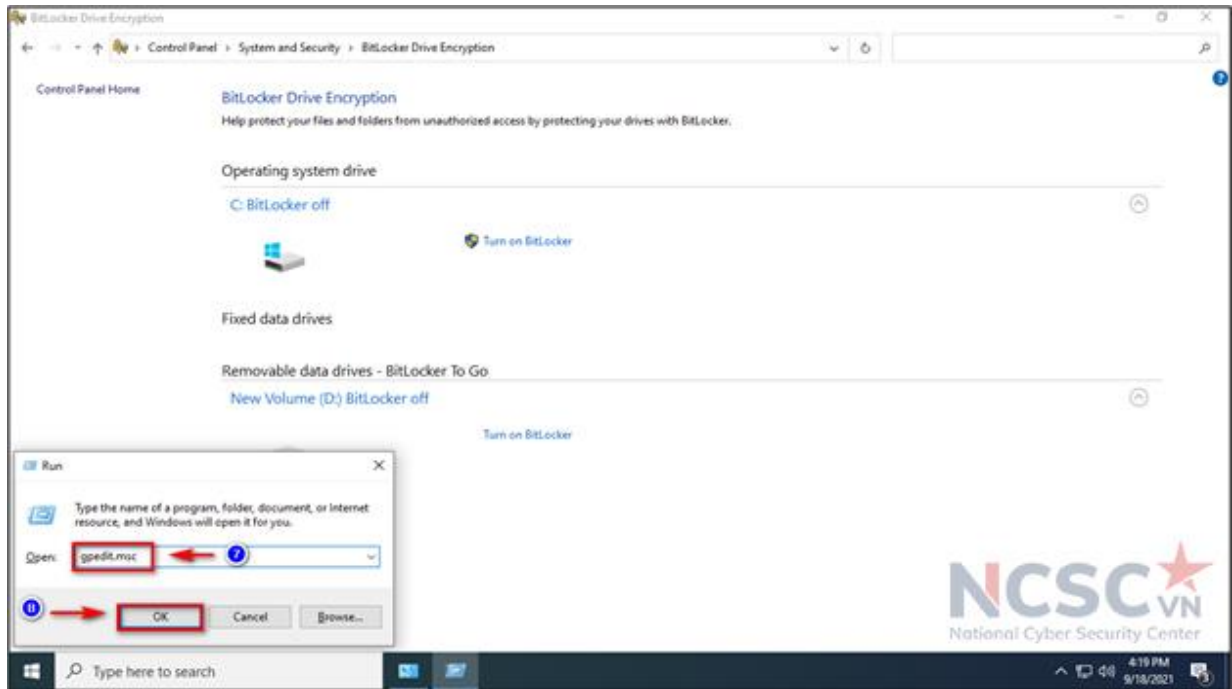 BitLocker Drive Encryption
Control Panel > System and Security > BitLocker Drive Encryption
Control Panel Home
BitLocker Drive Encryption
Help protect your files and folders from unauthorized access by protecting your drives with BitLocker.
Operating system drive
C: BitLocker off
Turn on BitLocker
Fixed data drives
Removable data drives - BitLocker To Go
New Volume (D:) BitLocker off
Turn on BitLocker
Run
Type the name of a program, folder, document, or Internet
resource, and Windows will open it for you.
Open: gpedit.msc
7
OK Cancel Browse...
NCSC VN
National Cyber Security Center
Type here to search
4:19 PM
9/18/2021